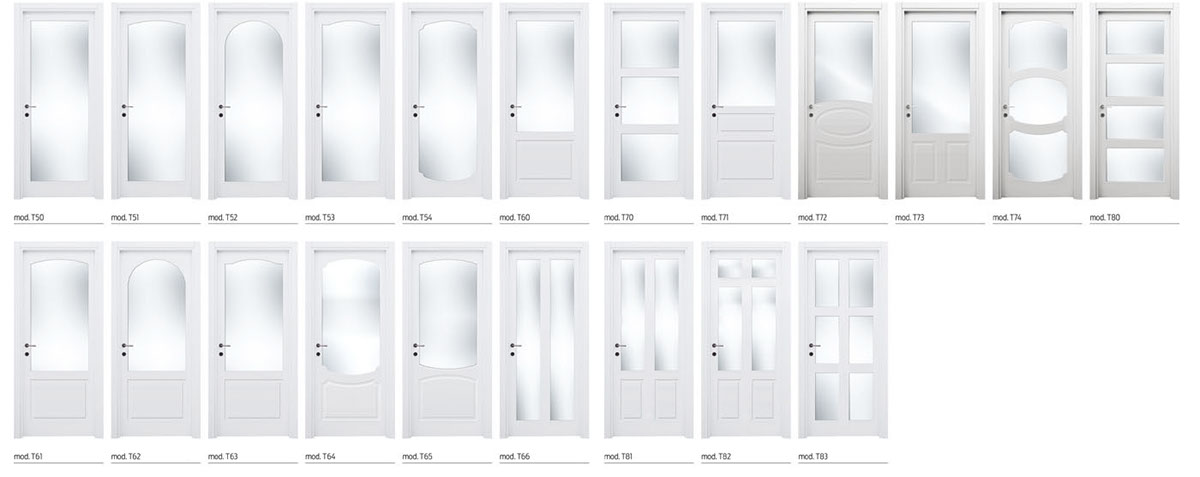 mod. T50
mod. T51
mod. T52
mod. T53
mod. T54
mod. T60
mod. T70
mod. T71
mod. T72
mod. T73
mod. T74
mod. T80
mod. T61
mod. T62
mod. T63
mod. T64
mod. T65
mod. T66
mod. T81
mod. T82
mod. T83